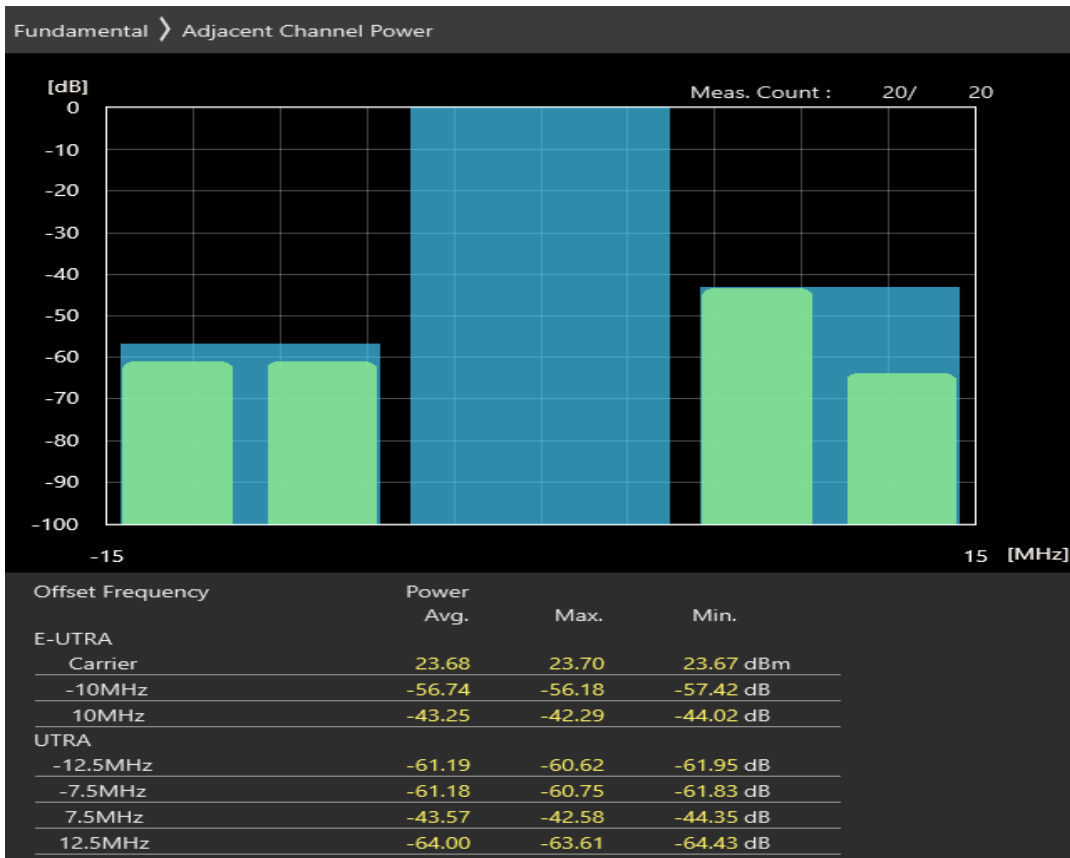 Fundamental ❭ Adjacent Channel Power
[dB]
Meas. Count : 20/ 20
0
-10
-20
-30
-40
-50
-60
-70
-80
-90
-100
-15 15 [MHz]
Offset Frequency Power
Avg. Max. Min.
E-UTRA
Carrier 23.68 23.70 23.67 dBm
-10MHz -56.74 -56.18 -57.42 dB
10MHz -43.25 -42.29 -44.02 dB
UTRA
-12.5MHz -61.19 -60.62 -61.95 dB
-7.5MHz -61.18 -60.75 -61.83 dB
7.5MHz -43.57 -42.58 -44.35 dB
12.5MHz -64.00 -63.61 -64.43 dB